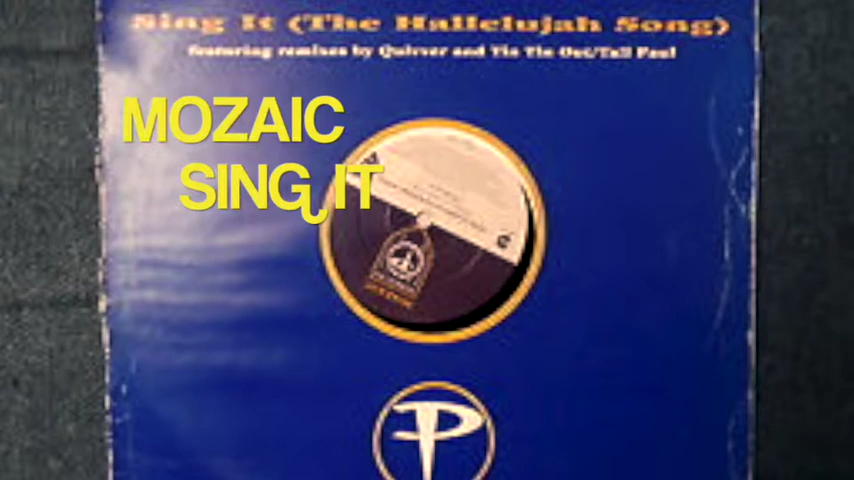 Sing It (The Hallelujah Song)
featuring remixes by Quivver and Tin Tin Out/Tall Paul
MOZAIC
SING IT
P